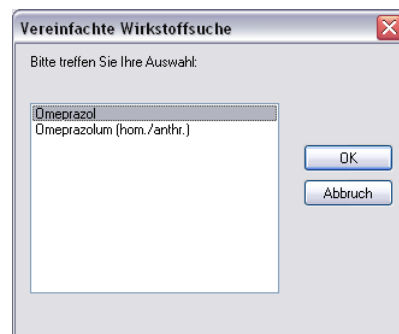 Vereinfachte Wirkstoffsuche
Bitte treffen Sie Ihre Auswahl:
Omeprazol
Omeprazolum (hom./anthr.)
OK
Abbruch